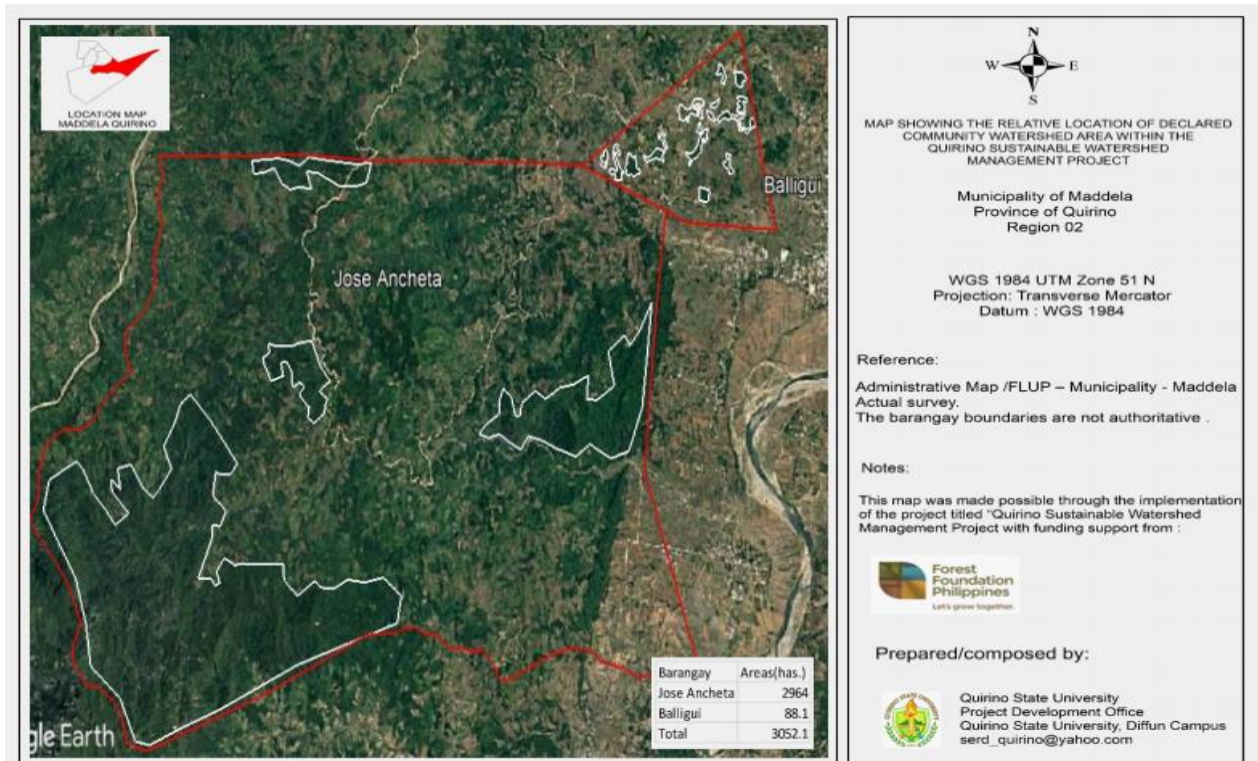 LOCATION MAP
MADDELA QUIRINO
Balligui
Jose Ancheta
Barangay Areas(has.)
Jose Ancheta 2964
Balligui 88.1
Total 3052.1
gle Earth
N
W E
S
MAP SHOWING THE RELATIVE LOCATION OF DECLARED
COMMUNITY WATERSHED AREA WITHIN THE
QUIRINO SUSTAINABLE WATERSHED
MANAGEMENT PROJECT
Municipality of Maddela
Province of Quirino
Region 02
WGS 1984 UTM Zone 51 N
Projection: Transverse Mercator
Datum : WGS 1984
Reference:
Administrative Map /FLUP – Municipality - Maddela
Actual survey.
The barangay boundaries are not authoritative .
Notes:
This map was made possible through the implementation
of the project titled "Quirino Sustainable Watershed
Management Project with funding support from :
Forest
Foundation
Philippines
Let's grow together.
Prepared/composed by:
Quirino State University
Project Development Office
Quirino State University, Diffun Campus
serd_quirino@yahoo.com